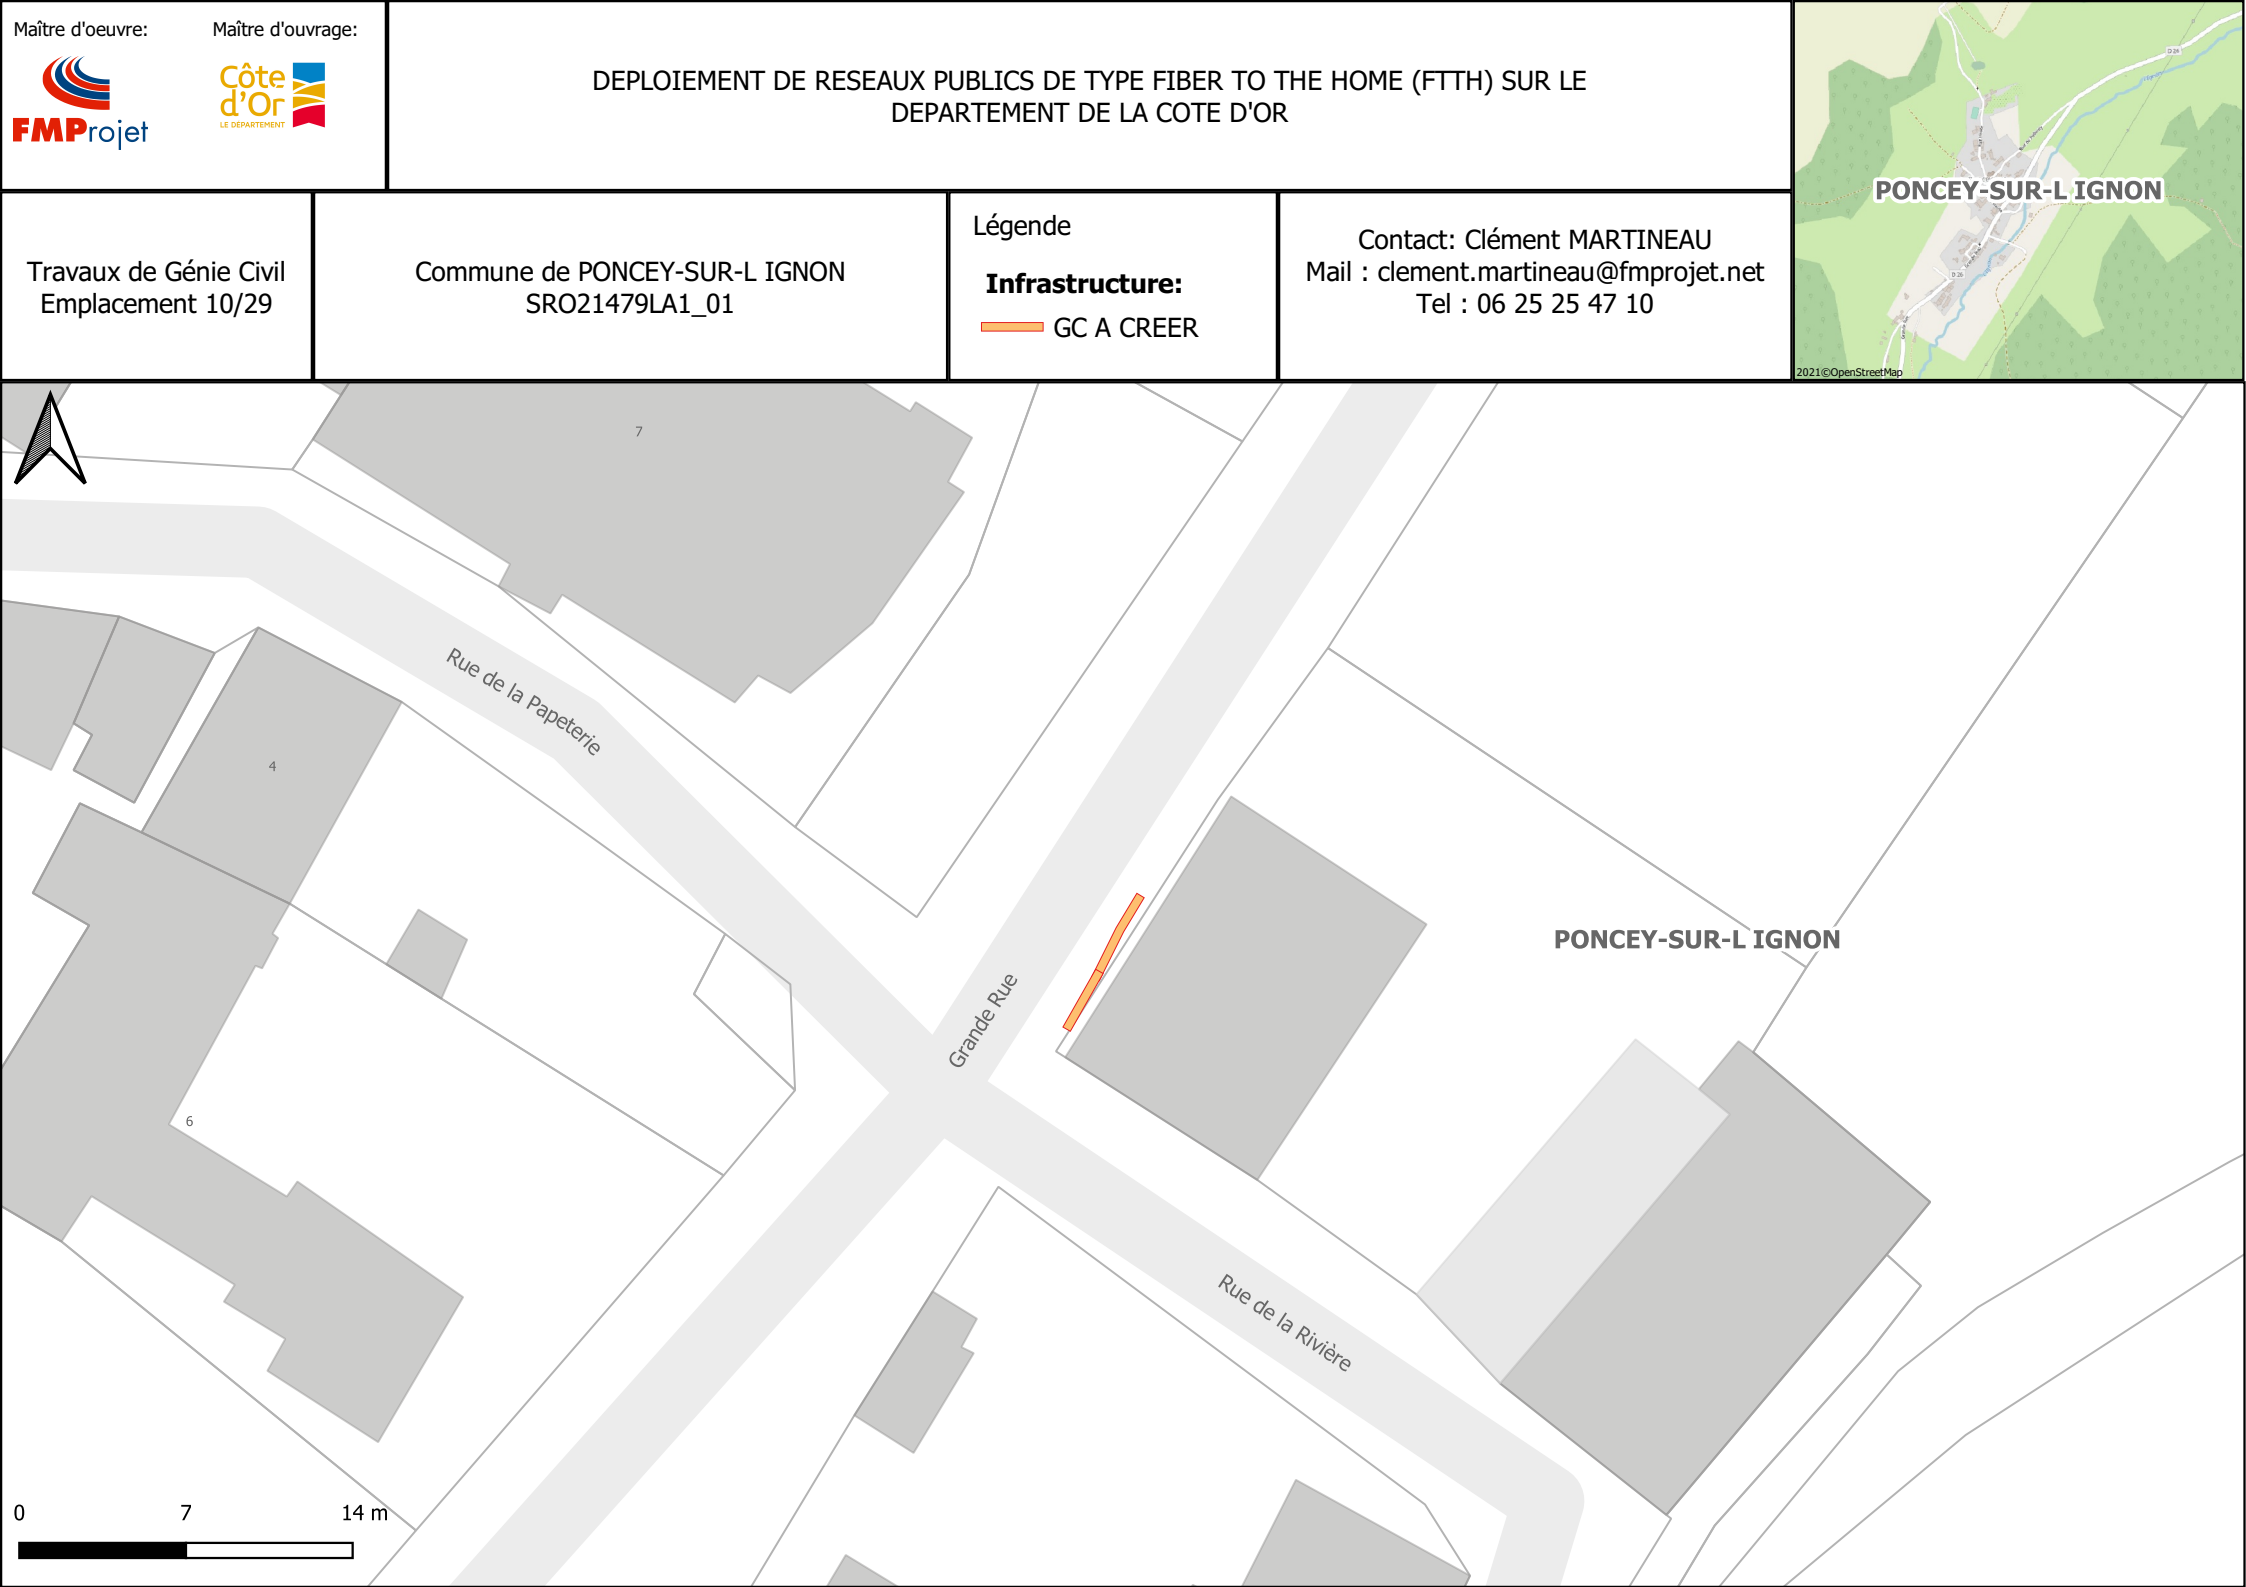 Maître d'oeuvre:
Maître d'ouvrage:
FMProjet
Côte
d'Or
LE DÉPARTEMENT
DEPLOIEMENT DE RESEAUX PUBLICS DE TYPE FIBER TO THE HOME (FTTH) SUR LE
DEPARTEMENT DE LA COTE D'OR
Travaux de Génie Civil
Emplacement 10/29
Commune de PONCEY-SUR-L IGNON
SRO21479LA1_01
Légende
Infrastructure:
GC A CREER
Contact: Clément MARTINEAU
Mail : clement.martineau@fmprojet.net
Tel : 06 25 25 47 10
D 26
PONCEY-SUR-L IGNON
D 26
2021©OpenStreetMap
7
Rue de la Papeterie
4
PONCEY-SUR-L IGNON
Grande Rue
6
Rue de la Rivière
0 7 14 m